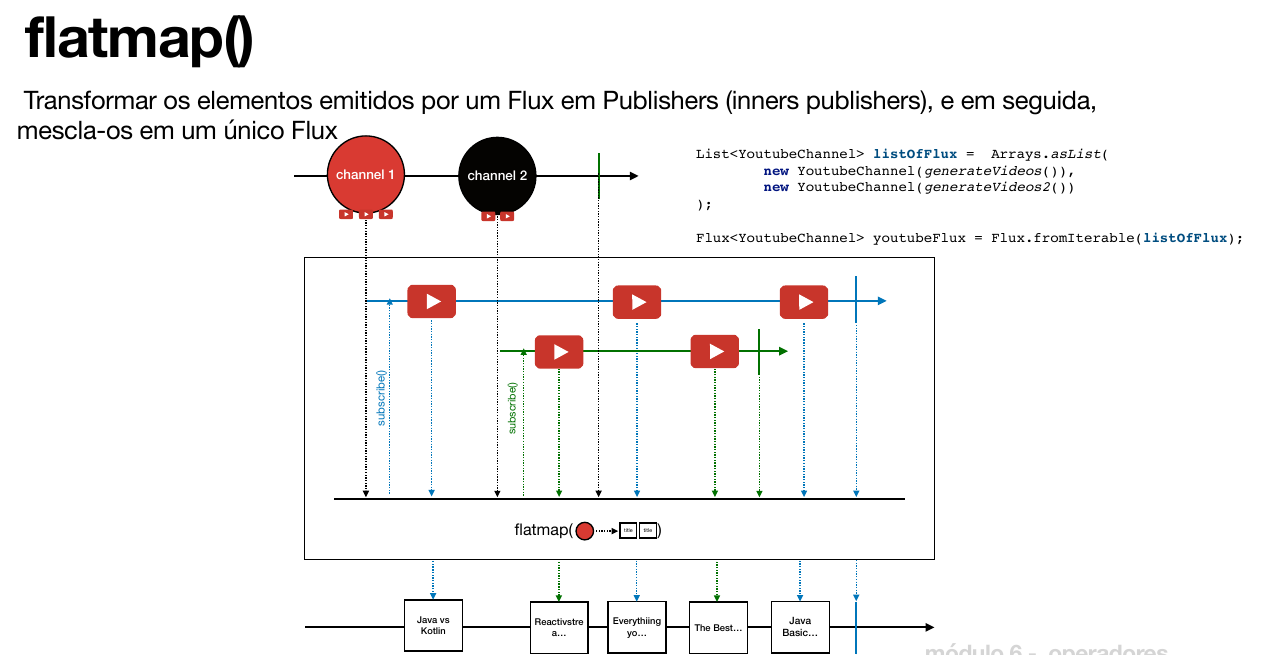 flatmap()
Transformar os elementos emitidos por um Flux em Publishers (inners publishers), e em seguida,
mescla-os em um único Flux
channel 1
channel 2
List<YoutubeChannel> listOfFlux =  Arrays.asList(
new YoutubeChannel(generateVideos()),
new YoutubeChannel(generateVideos2())
);
Flux<YoutubeChannel> youtubeFlux = Flux.fromIterable(listOfFlux);
subscribe()
subscribe()
flatmap(
title
title
)
Java vs
Kotlin
Reactivstre
a...
Everythiing
yo...
The Best...
Java
Basic...
módulo 6 - operadores